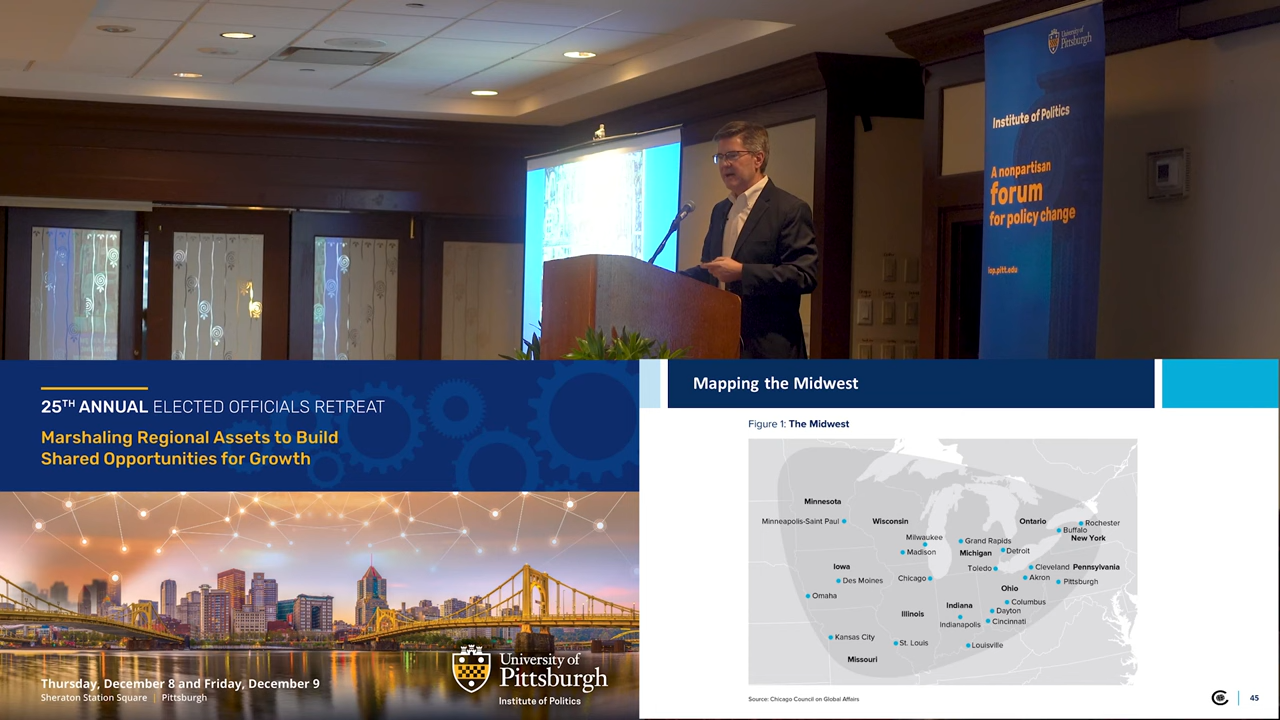 University of
Pittsburgh
Institute of Politics
A nonpartisan
forum
for policy change
iop.pitt.edu
25TH ANNUAL ELECTED OFFICIALS RETREAT
Marshaling Regional Assets to Build
Shared Opportunities for Growth
Thursday, December 8 and Friday, December 9
Sheraton Station Square Pittsburgh
University of
Pittsburgh
Institute of Politics
Mapping the Midwest
Figure 1: The Midwest
Minnesota
Minneapolis-Saint Paul
Wisconsin
Ontario
Rochester
Buffalo
New York
Milwaukee
Madison
Grand Rapids
Michigan
Detroit
Iowa
Des Moines
Chicago
Toledo
Cleveland
Pennsylvania
Akron
Pittsburgh
Omaha
Ohio
Illinois
Indiana
Columbus
Dayton
Indianapolis
Cincinnati
Kansas City
St. Louis
Louisville
Missouri
Source: Chicago Council on Global Affairs
45